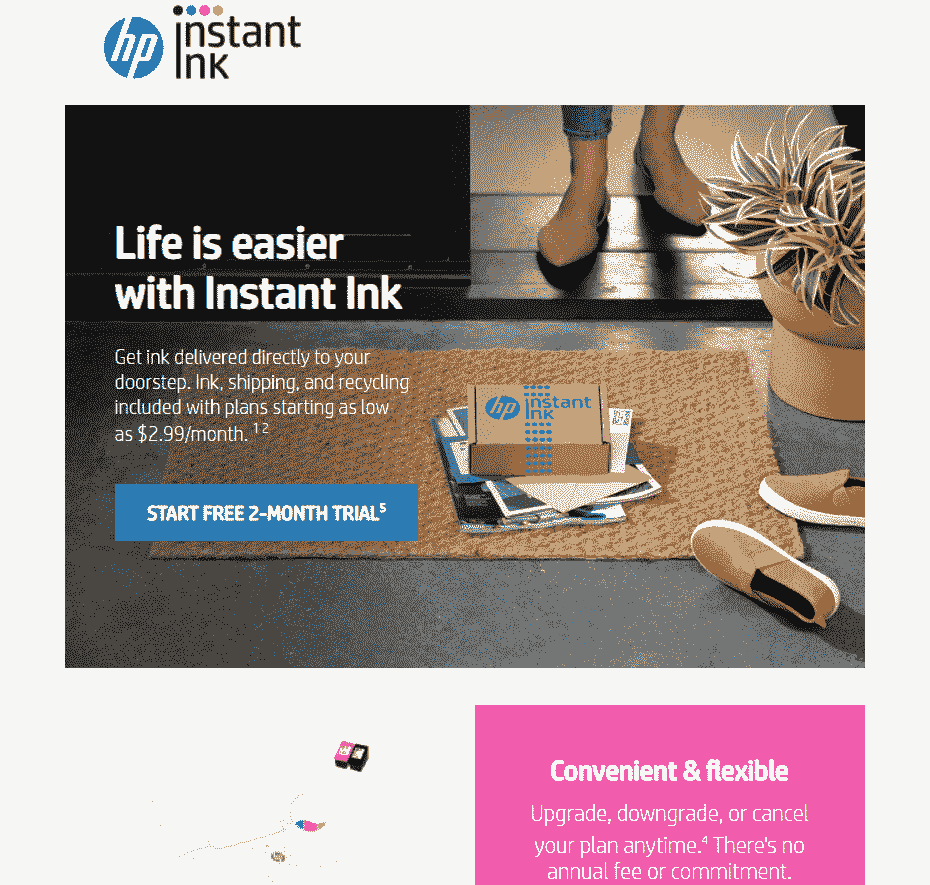 hp instant
ink
Life is easier
with Instant Ink
Get ink delivered directly to your
doorstep. Ink, shipping, and recycling
included with plans starting as low
as $2.99/month. 1 2
hp instant
ink
START FREE 2-MONTH TRIAL5
Convenient & flexible
Upgrade, downgrade, or cancel
your plan anytime.4 There's no
annual fee or commitment.